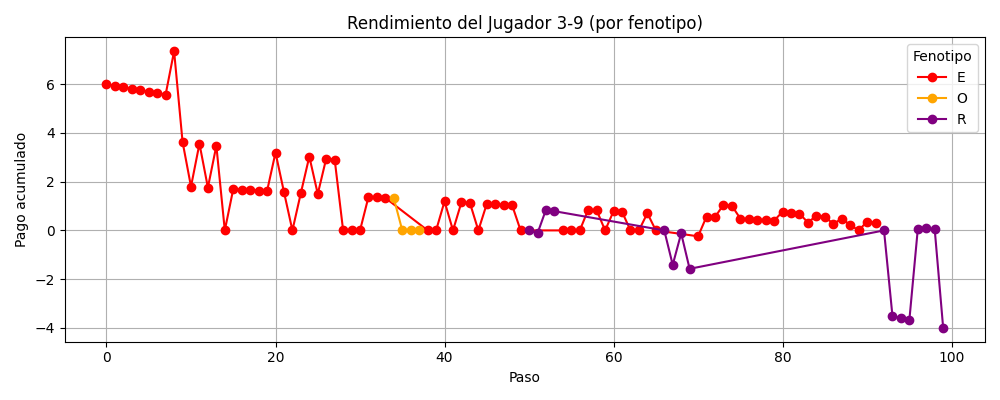 Rendimiento del Jugador 3-9 (por fenotipo)
Pago acumulado
6
4
2
0
−2
−4
Fenotipo
E
O
R
0 20 40 60 80 100
Paso